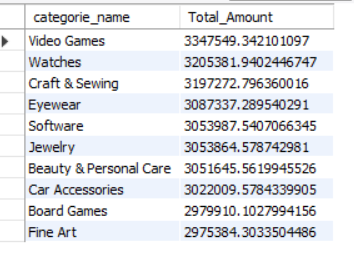 categorie_name Total_Amount
Video Games 3347549.342101097
Watches 3205381.9402446747
Craft & Sewing 3197272.796360016
Eyewear 3087337.289540291
Software 3053987.5407066345
Jewelry 3053864.578742981
Beauty & Personal Care 3051645.5619945526
Car Accessories 3022009.5784339905
Board Games 2979910.1027994156
Fine Art 2975384.3033504486